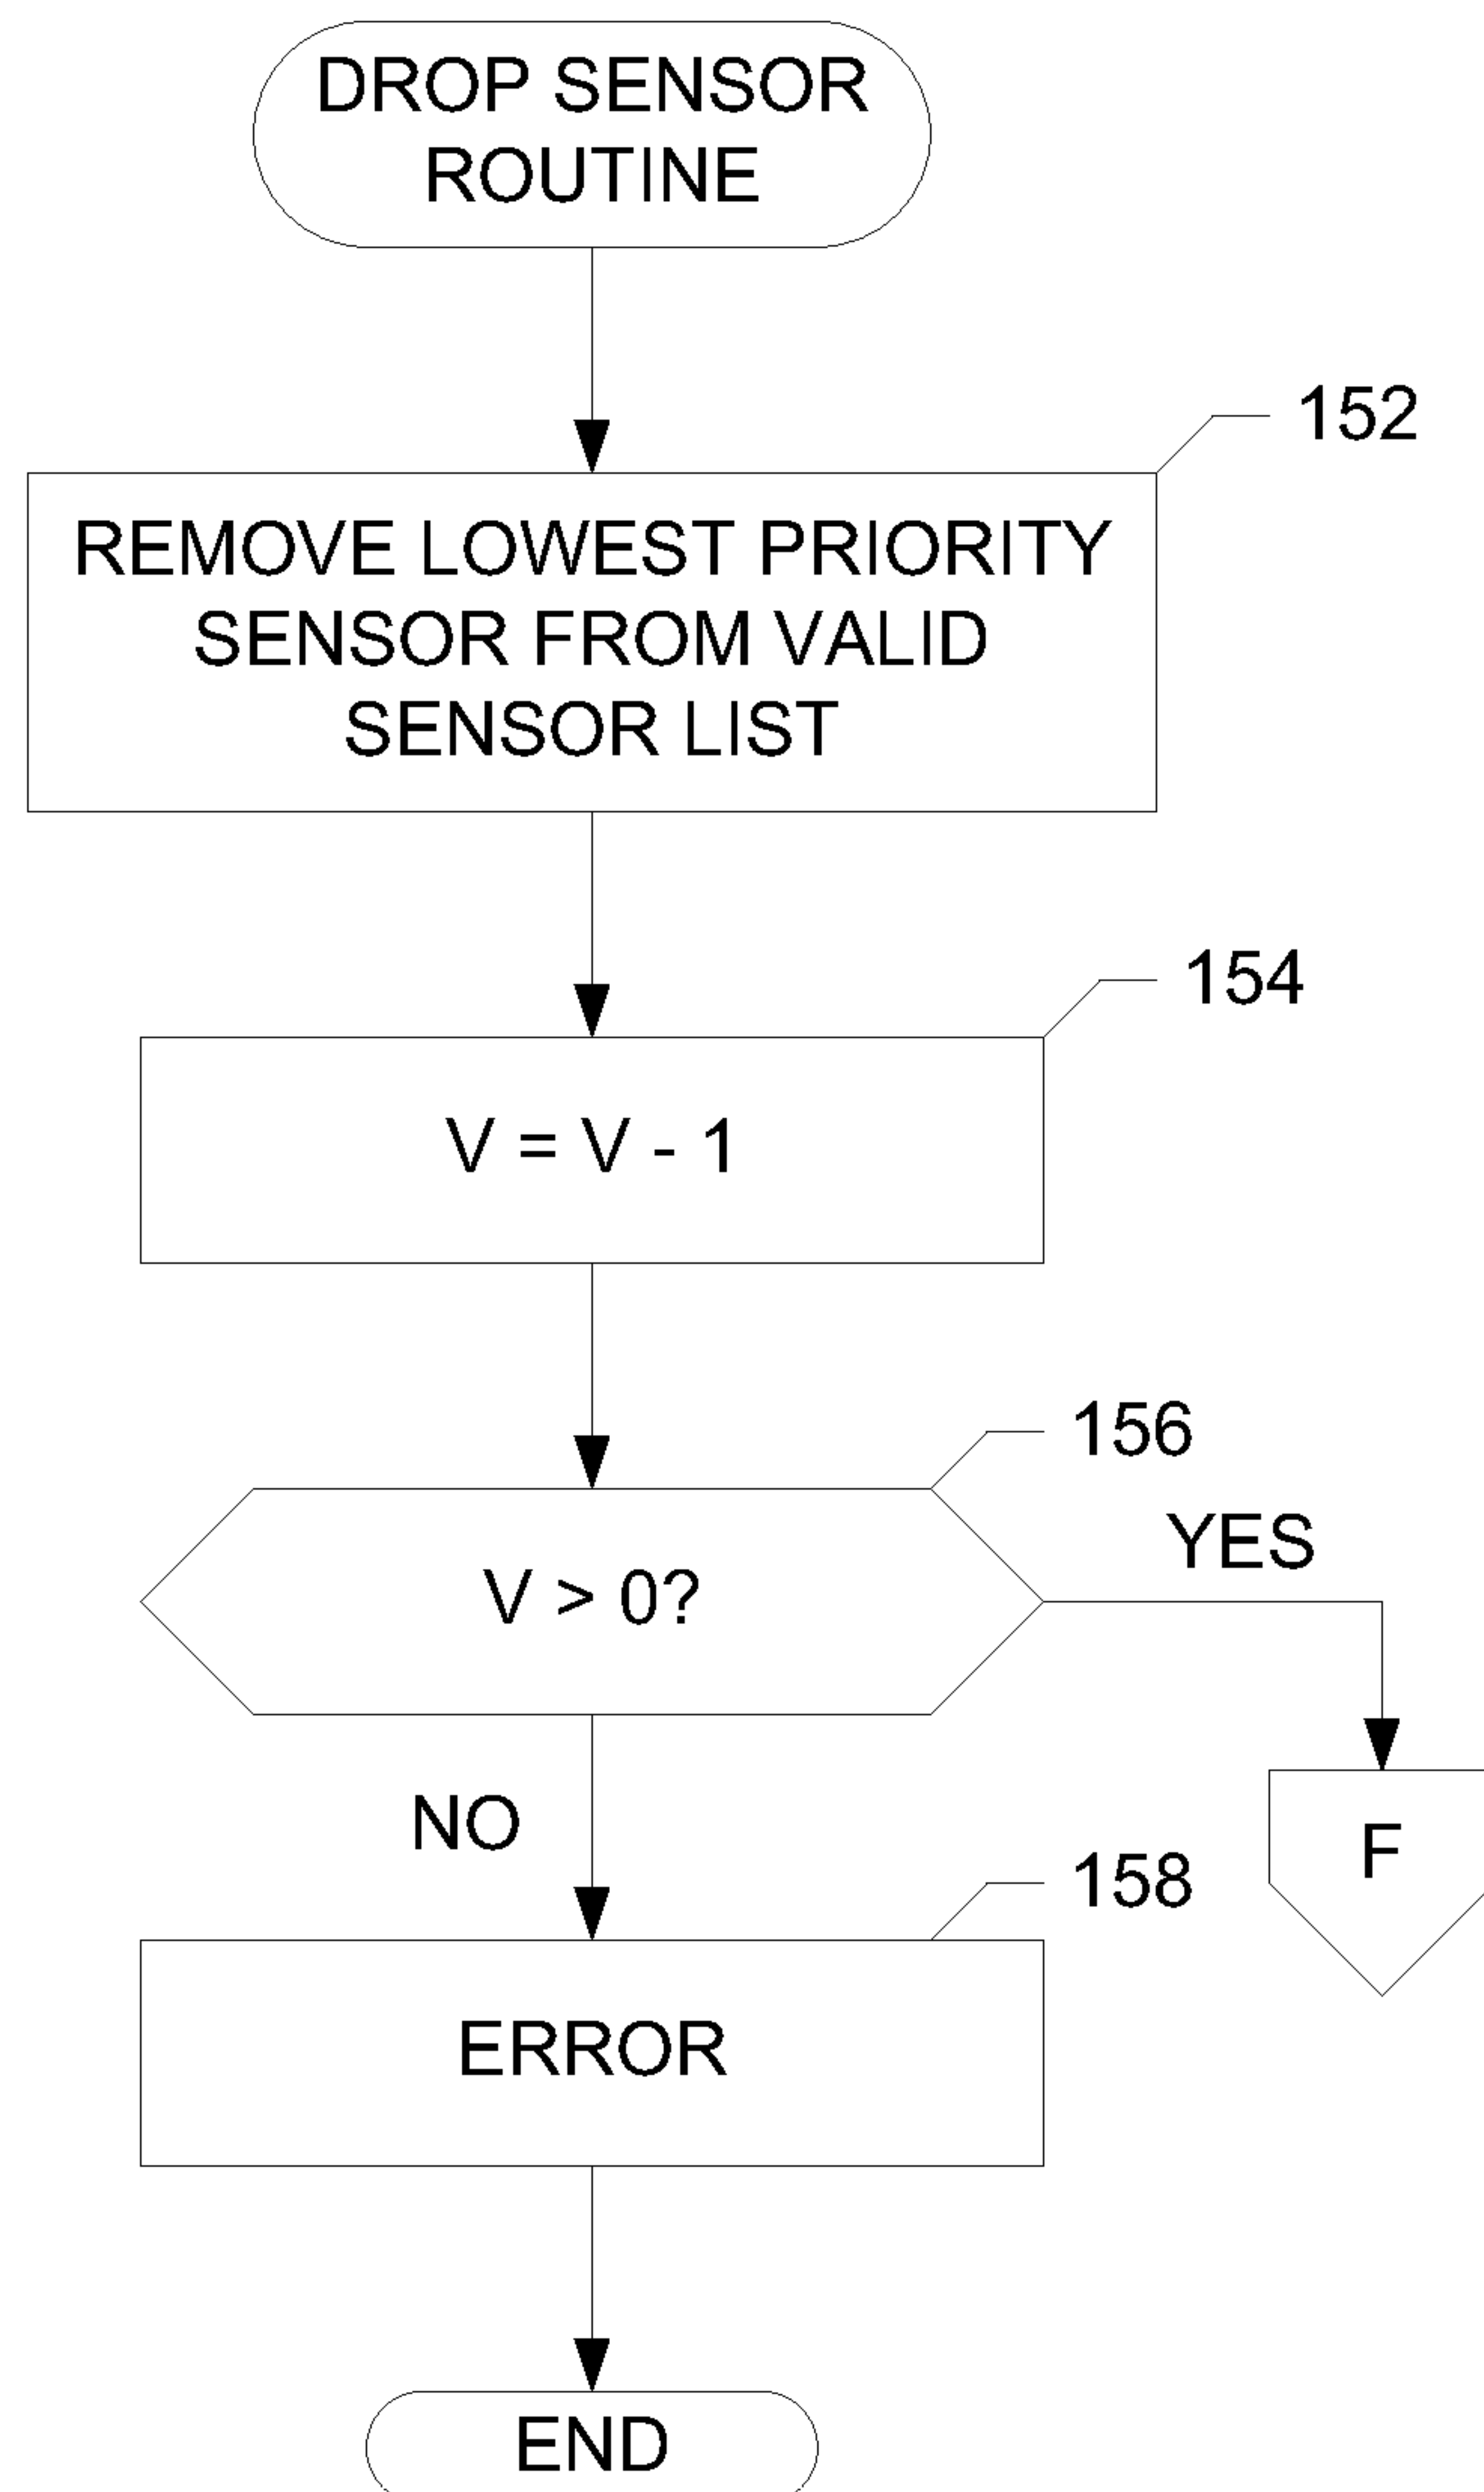 DROP SENSOR
ROUTINE
152
REMOVE LOWEST PRIORITY
SENSOR FROM VALID
SENSOR LIST
154
V = V - 1
156
V > 0?
YES
NO
F
158
ERROR
END